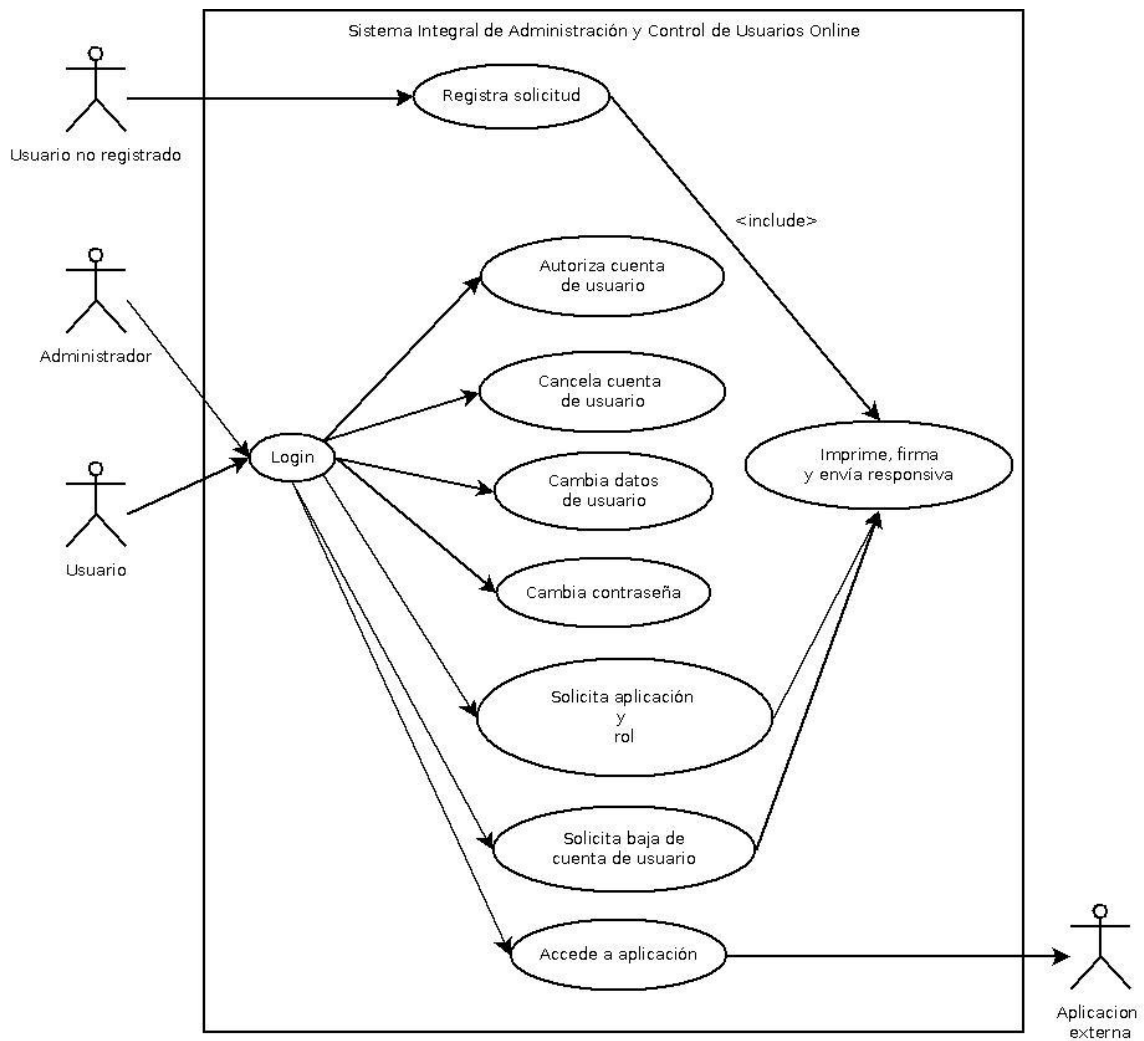 Sistema Integral de Administración y Control de Usuarios Online
Registra solicitud
Usuario no registrado
<include>
Autoriza cuenta
de usuario
Administrador
Cancela cuenta
de usuario
Login
Imprime, firma
y envía responsiva
Cambia datos
de usuario
Usuario
Cambia contraseña
Solicita aplicación
y
rol
Solicita baja de
cuenta de usuario
Accede a aplicación
Aplicacion
externa